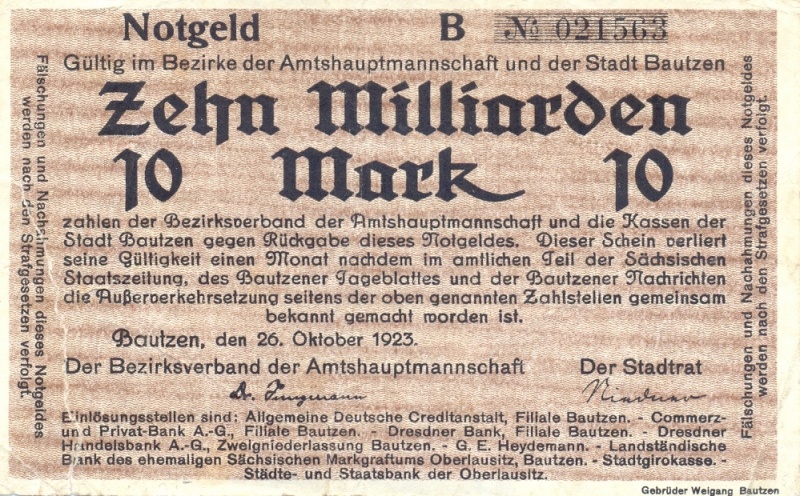 Notgeld B № 021563
Gültig im Bezirke der Amtshauptmannschaft und der Stadt Bautzen
Zehn Milliarden
10 Mark 10
zahlen der Bezirksverband der Amtshauptmannschaft und die Kassen der
Stadt Bautzen gegen Rückgabe dieses Notgeldes. Dieser Schein verliert
seine Gültigkeit einen Monat nachdem im amtlichen Teil der Sächsischen
Staatszeitung, des Bautzener Tageblattes und der Bautzener Nachrichten
die Außerverkehrsetzung seitens der oben genannten Zahlstellen gemeinsam
bekannt gemacht worden ist.
Bautzen, den 26. Oktober 1923.
Der Bezirksverband der Amtshauptmannschaft Der Stadtrat
Dr.
Einlösungsstellen sind: Allgemeine Deutsche Creditanstalt, Filiale Bautzen. - Commerz-
und Privat-Bank A.-G., Filiale Bautzen. - Dresdner Bank, Filiale Bautzen. - Dresdner
Handelsbank A.-G., Zweigniederlassung Bautzen. - G. E. Heydemann. - Landständische
Bank des ehemaligen Sächsischen Markgraftums Oberlausitz, Bautzen. - Stadtgirokasse. -
Städte- und Staatsbank der Oberlausitz.
Fälschungen und Nachahmungen dieses Notgeldes
werden nach den Strafgesetzen verfolgt.
Fälschungen und Nachahmungen dieses Notgeldes
werden nach den Strafgesetzen verfolgt.
Gebrüder Weigang Bautzen